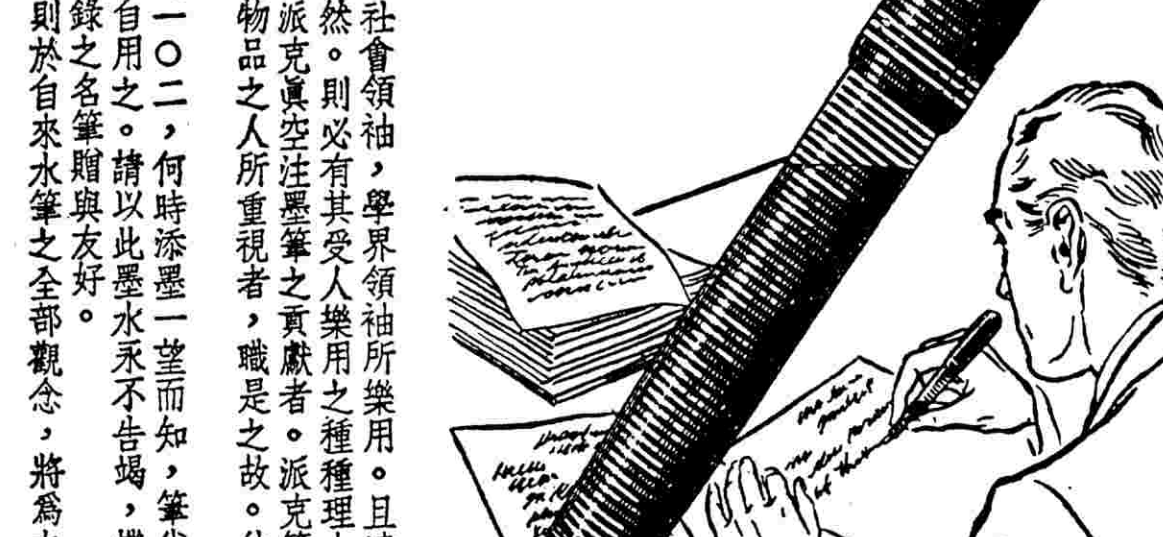 社會領袖，學界領袖所樂用。且
然。則必有其受人樂用之種種理
派克眞空注墨筆之貢獻者。派克筆
物品之人所重視者，職是之故。
一〇二，何時添墨一望而知，筆
自用之。請以此墨水永不告竭，
錄之名筆贈與友好。
則於自來水筆之全部觀念，將爲